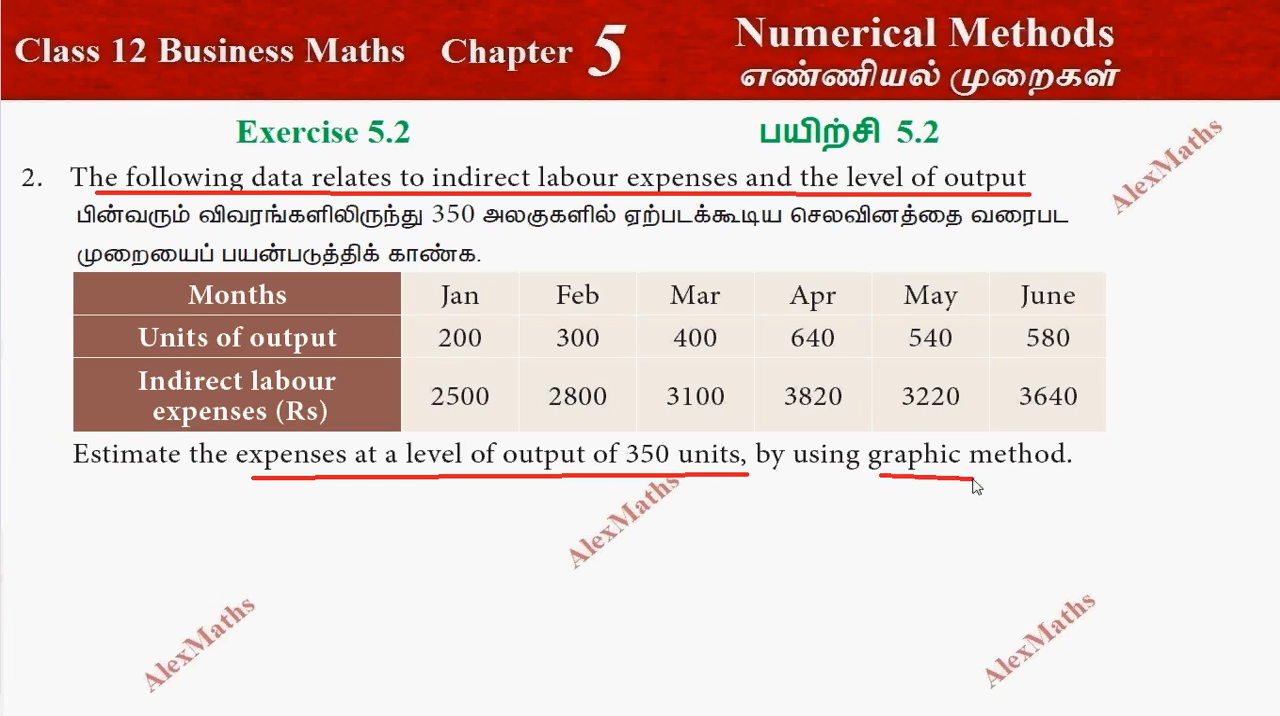 Class 12 Business Maths Chapter 5 Numerical Methods
எண்ணியல் முறைகள்
Exercise 5.2 பயிற்சி 5.2
2. The following data relates to indirect labour expenses and the level of output
பின்வரும் விவரங்களிலிருந்து 350 அலகுகளில் ஏற்படக்கூடிய செலவினத்தை வரைபட
முறையைப் பயன்படுத்திக் காண்க.
Months Jan Feb Mar Apr May June
Units of output 200 300 400 640 540 580
Indirect labour
expenses (Rs) 2500 2800 3100 3820 3220 3640
Estimate the expenses at a level of output of 350 units, by using graphic method.
AlexMaths
AlexMaths
AlexMaths
AlexMaths